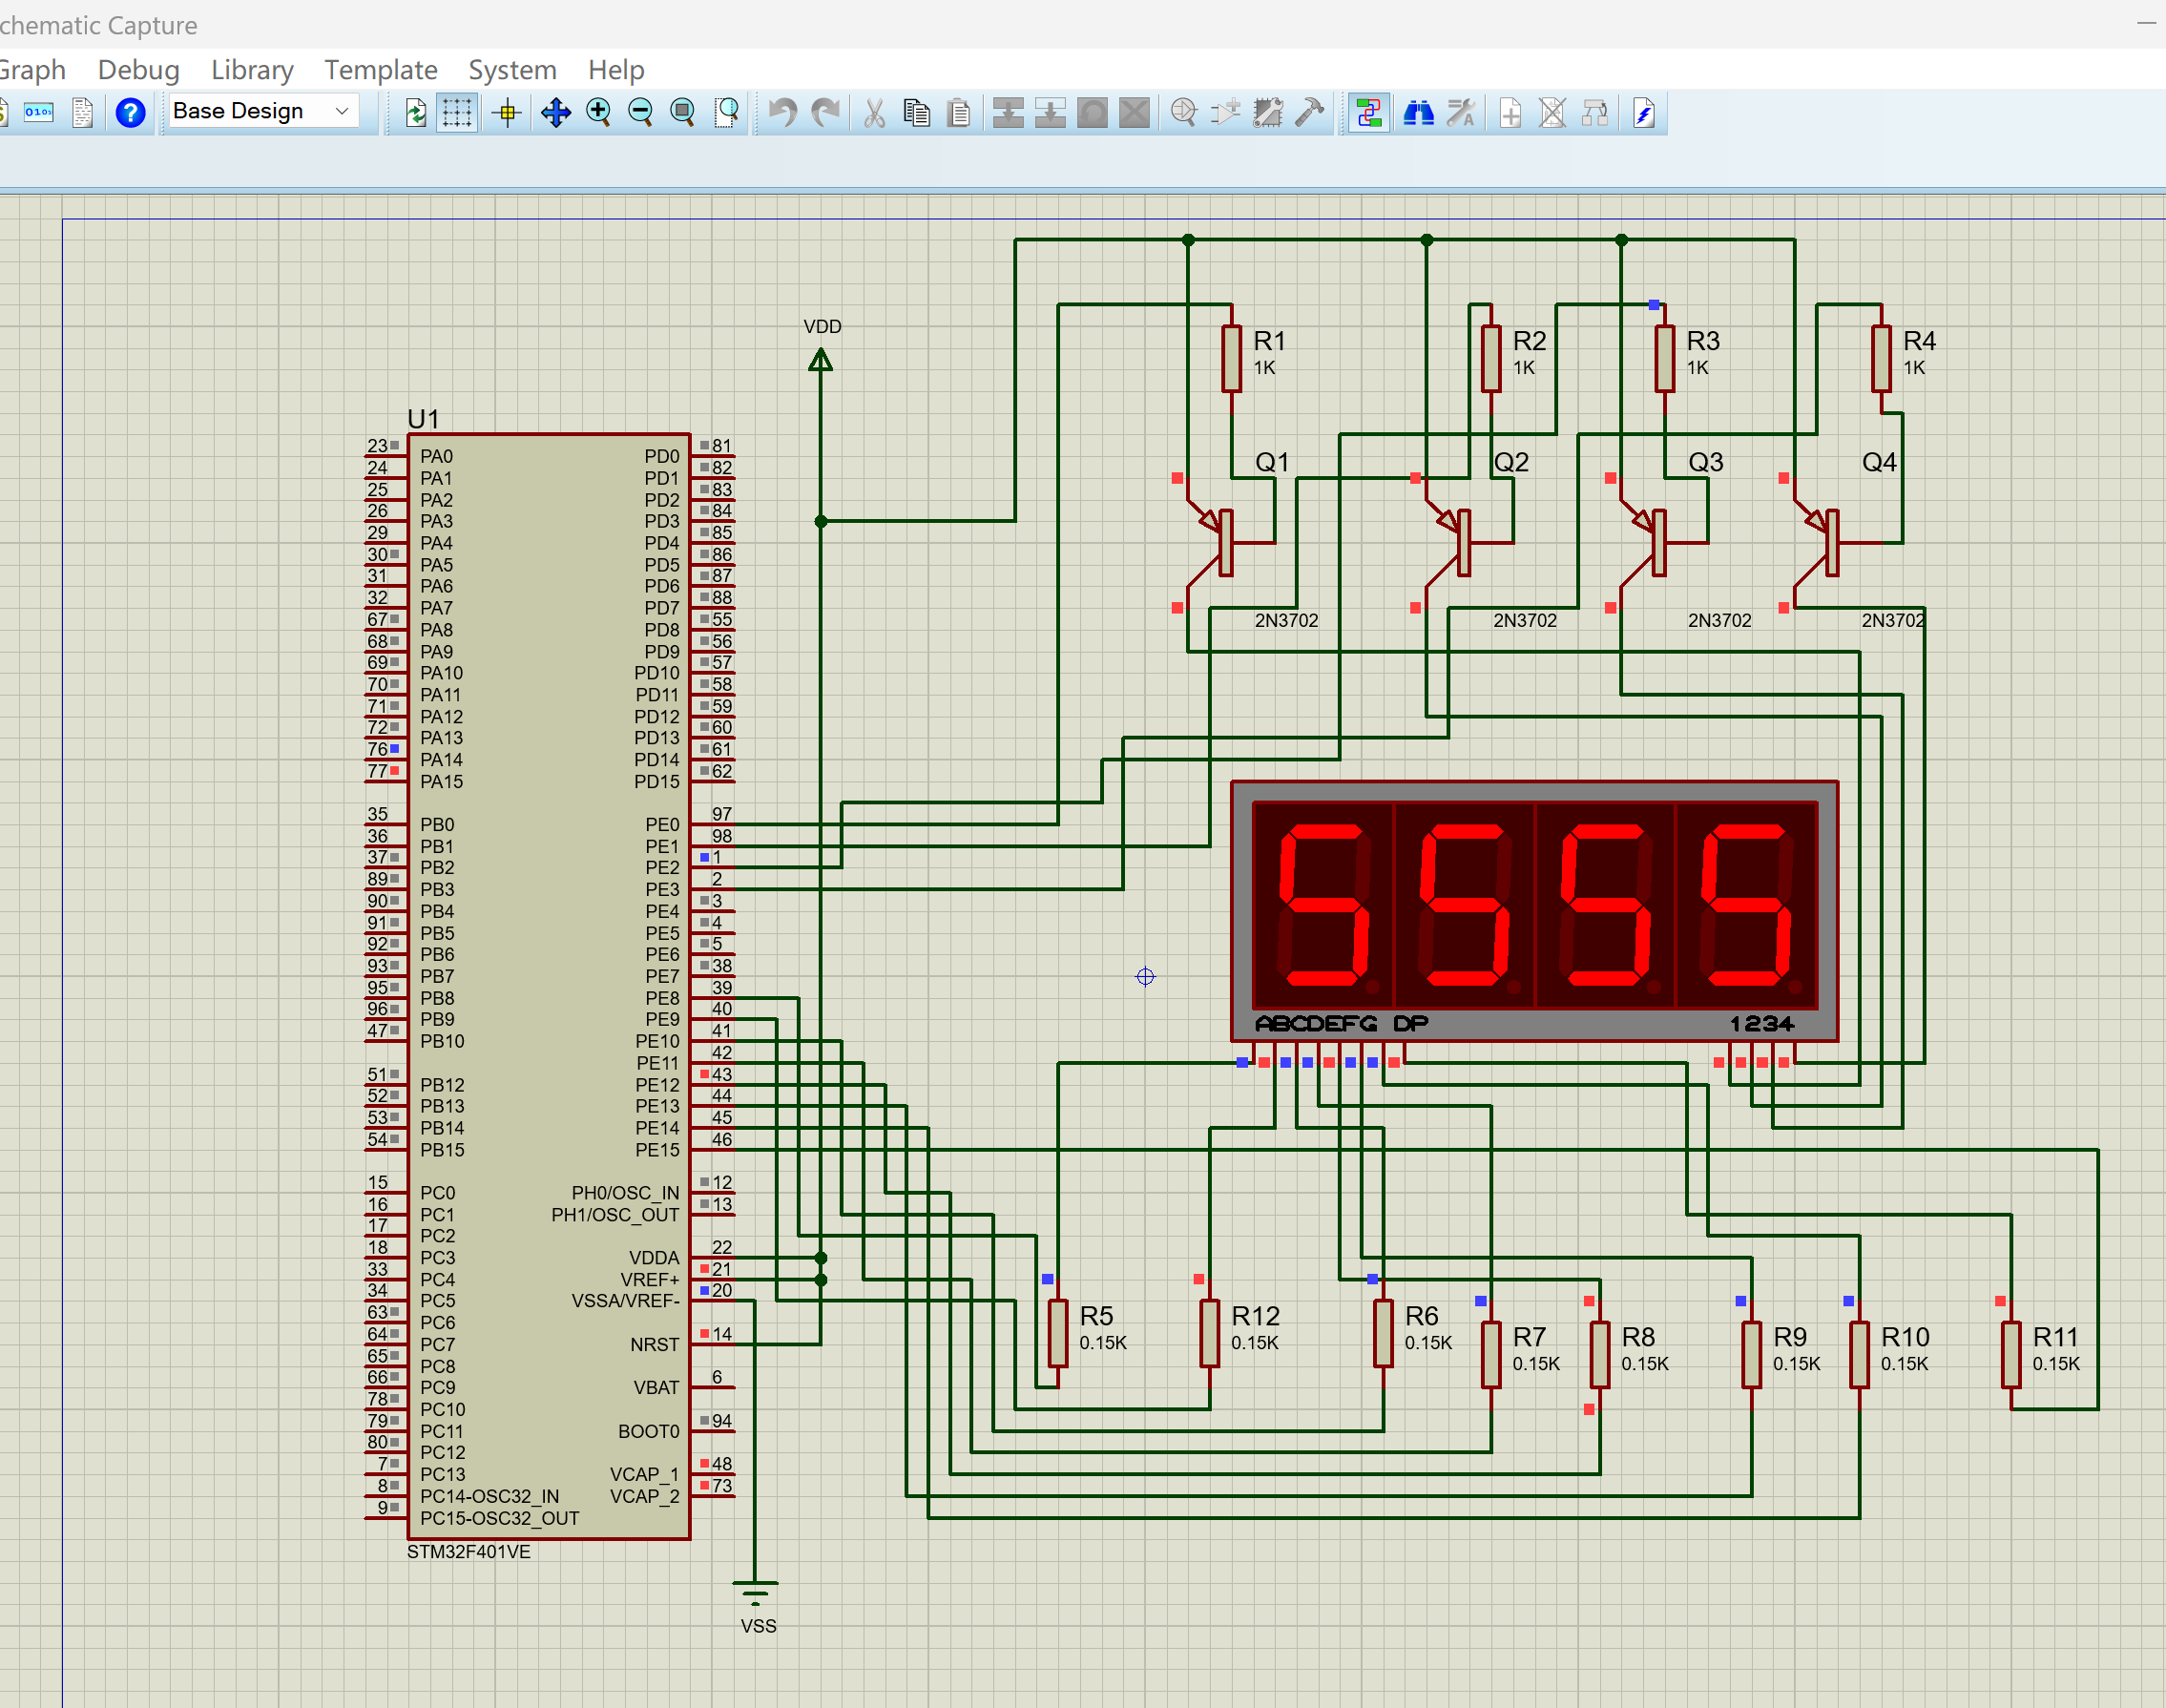 chematic Capture
Graph Debug Library Template System Help
Base Design
VDD
R1 1K
R2 1K
R3 1K
R4 1K
U1
Q1 Q2 Q3 Q4
2N3702 2N3702 2N3702 2N3702
23 PA0 PD0 81
24 PA1 PD1 82
25 PA2 PD2 83
26 PA3 PD3 84
29 PA4 PD4 85
30 PA5 PD5 86
31 PA6 PD6 87
32 PA7 PD7 88
67 PA8 PD8 55
68 PA9 PD9 56
69 PA10 PD10 57
70 PA11 PD11 58
71 PA12 PD12 59
72 PA13 PD13 60
76 PA14 PD14 61
77 PA15 PD15 62
35 PB0 PE0 97
36 PB1 PE1 98
37 PB2 PE2 1
89 PB3 PE3 2
90 PB4 PE4 3
91 PB5 PE5 4
92 PB6 PE6 5
93 PB7 PE7 38
95 PB8 PE8 39
96 PB9 PE9 40
47 PB10 PE10 41
PE11 42
51 PB12 PE12 43
52 PB13 PE13 44
53 PB14 PE14 45
54 PB15 PE15 46
15 PC0 PH0/OSC_IN 12
16 PC1 PH1/OSC_OUT 13
17 PC2
18 PC3 VDDA 22
33 PC4 VREF+ 21
34 PC5 VSSA/VREF- 20
63 PC6
64 PC7 NRST 14
65 PC8
66 PC9 VBAT 6
78 PC10
79 PC11 BOOT0 94
80 PC12
7 PC13 VCAP_1 48
8 PC14-OSC32_IN VCAP_2 73
9 PC15-OSC32_OUT
STM32F401VE
5555
ABCDEFG DP 1234
R5 0.15K
R12 0.15K
R6 0.15K
R7 0.15K
R8 0.15K
R9 0.15K
R10 0.15K
R11 0.15K
VSS